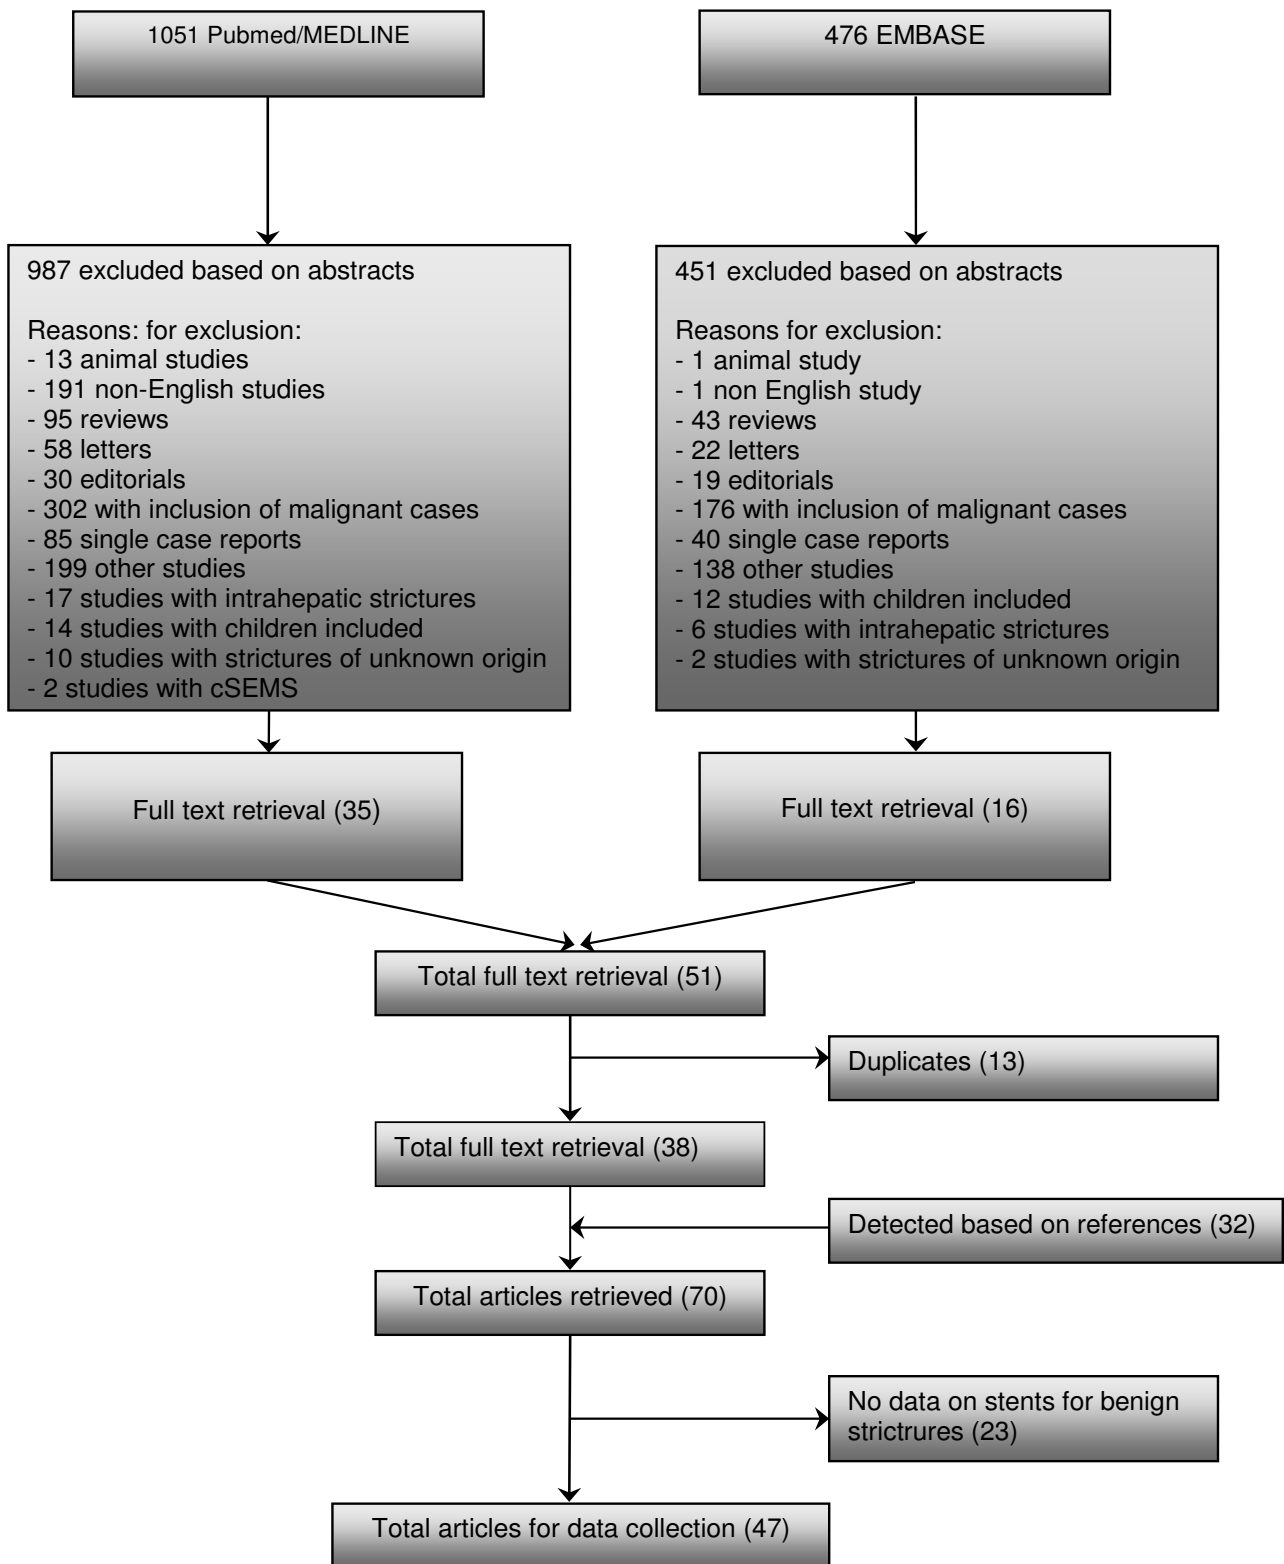 1051 Pubmed/MEDLINE
476 EMBASE
987 excluded based on abstracts
Reasons: for exclusion:
- 13 animal studies
- 191 non-English studies
- 95 reviews
- 58 letters
- 30 editorials
- 302 with inclusion of malignant cases
- 85 single case reports
- 199 other studies
- 17 studies with intrahepatic strictures
- 14 studies with children included
- 10 studies with strictures of unknown origin
- 2 studies with cSEMS
451 excluded based on abstracts
Reasons for exclusion:
- 1 animal study
- 1 non English study
- 43 reviews
- 22 letters
- 19 editorials
- 176 with inclusion of malignant cases
- 40 single case reports
- 138 other studies
- 12 studies with children included
- 6 studies with intrahepatic strictures
- 2 studies with strictures of unknown origin
Full text retrieval (35)
Full text retrieval (16)
Total full text retrieval (51)
Duplicates (13)
Total full text retrieval (38)
Detected based on references (32)
Total articles retrieved (70)
No data on stents for benign
strictrures (23)
Total articles for data collection (47)